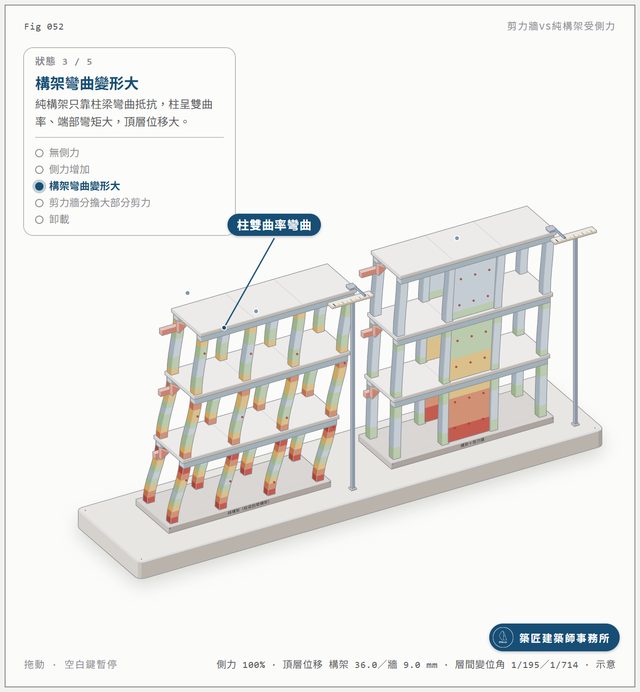 Fig 052
剪力牆VS純構架受側力
狀態 3 / 5
構架彎曲變形大
純構架只靠柱梁彎曲抵抗，柱呈雙曲
率、端部彎矩大，頂層位移大。
無側力
側力增加
構架彎曲變形大
剪力牆分擔大部分剪力
卸載
柱雙曲率彎曲
築匠建築師事務所
拖動 · 空白鍵暫停
側力 100% · 頂層位移 構架 36.0／牆 9.0 mm · 層間變位角 1/195／1/714 · 示意